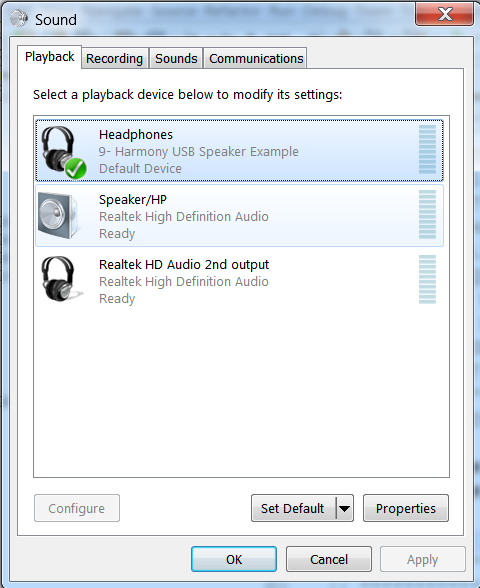 Sound
Playback Recording Sounds Communications
Select a playback device below to modify its settings:
Headphones
9- Harmony USB Speaker Example
Default Device
Speaker/HP
Realtek High Definition Audio
Ready
Realtek HD Audio 2nd output
Realtek High Definition Audio
Ready
Configure Set Default Properties
OK Cancel Apply